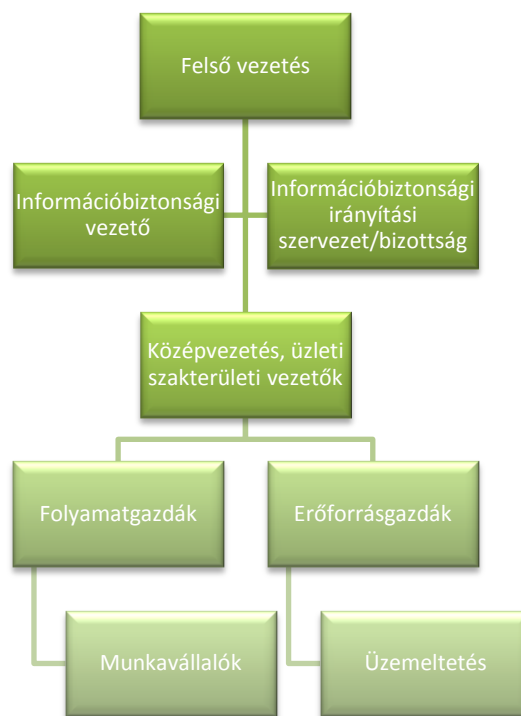 Felső vezetés
Információbiztonsági
vezető
Információbiztonsági
irányítási
szervezet/bizottság
Középvezetés, üzleti
szakterületi vezetők
Folyamatgazdák
Erőforrásgazdák
Munkavállalók
Üzemeltetés